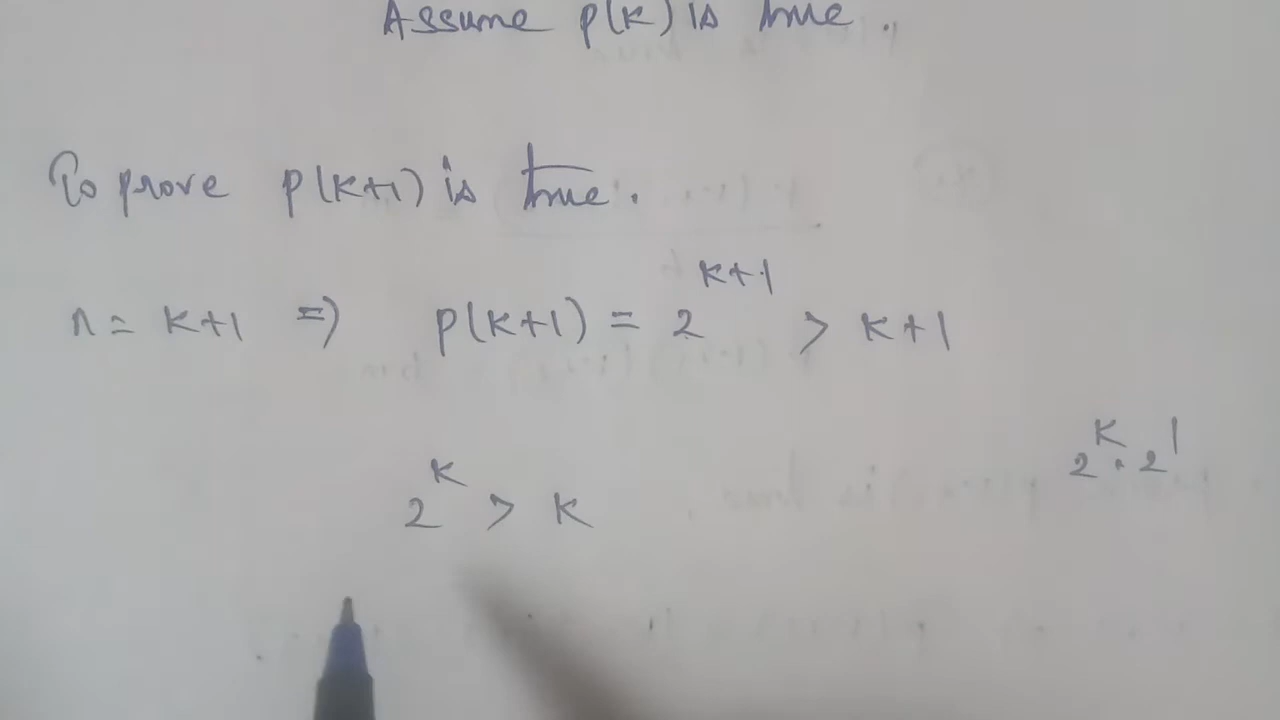 Assume p(k) is true.
To prove p(k+1) is true.
n = k+1 ⇒ p(k+1) = 2^{k+1} > k+1
2^k · 2^1
2^k > k